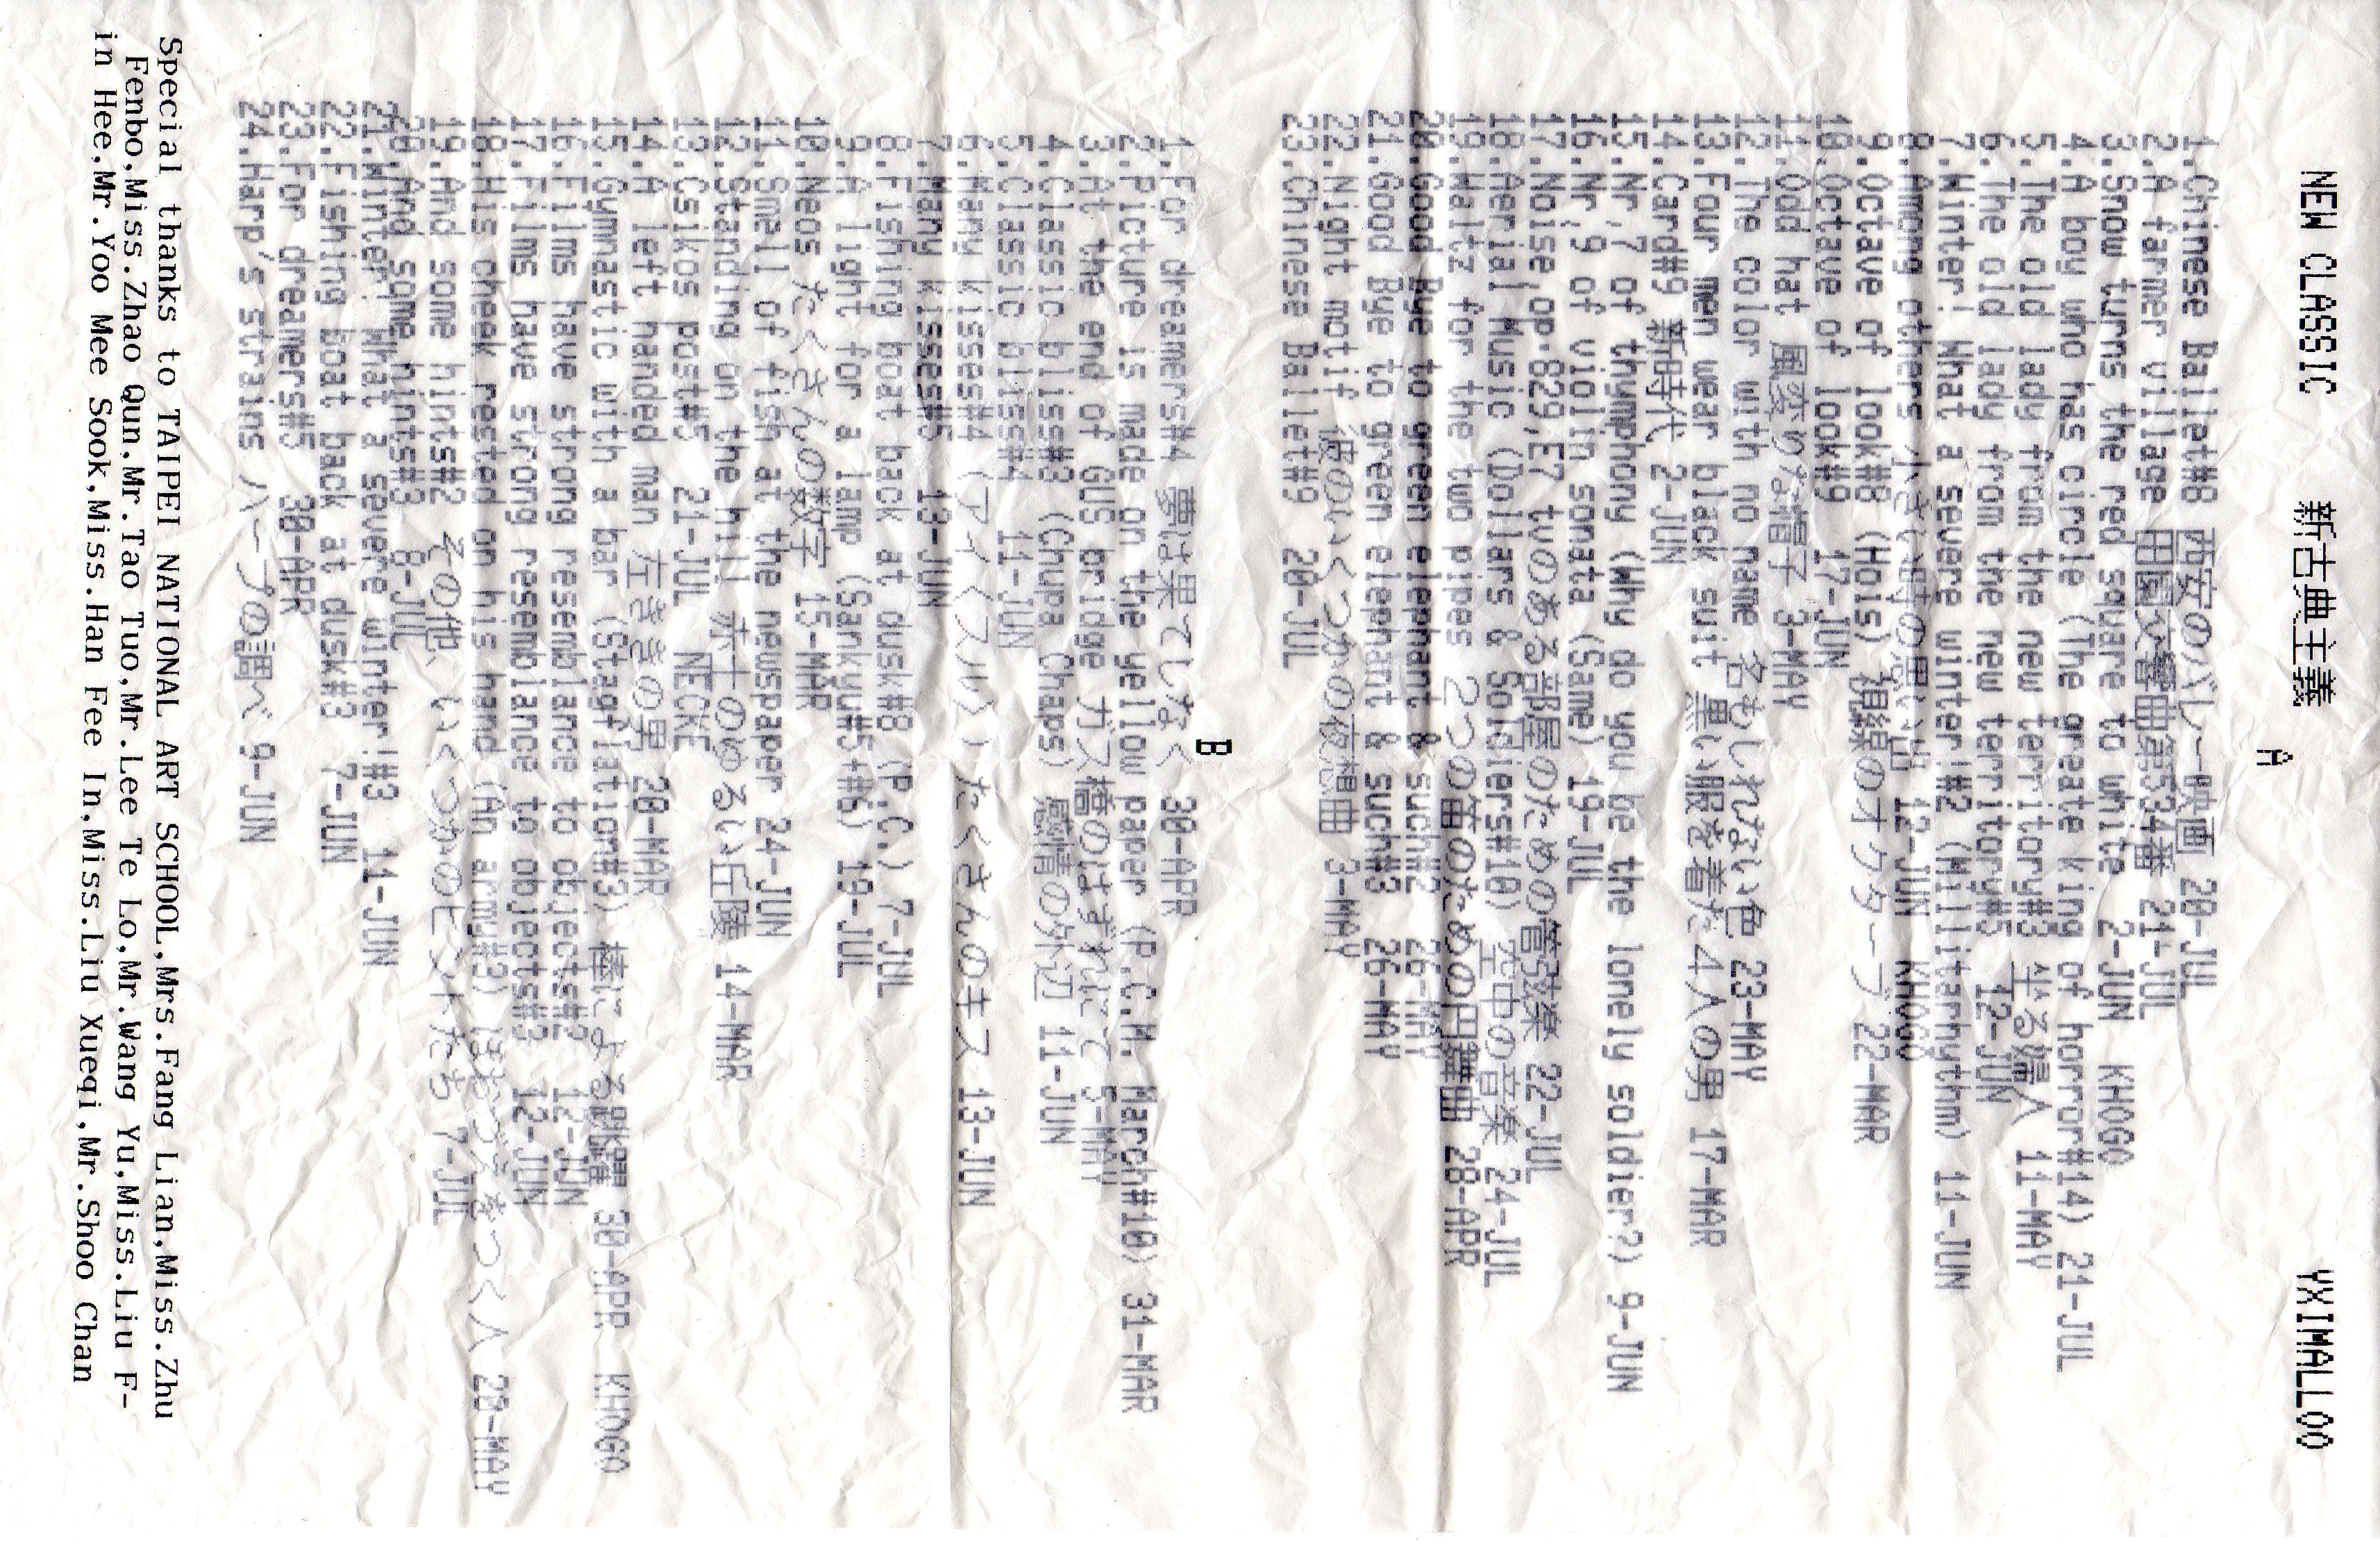 NEW CLASSIC 新古典主義 YXIMALLOO
A
1.Chinese Ballet#8 西安のバレー映画 20-JUL
2.A farmer village 田園交響曲第534番 21-JUL
3.Snow turns the red square to white 2-JUN KHOGO
4.A boy who has circle (The greate king of horror#14) 21-JUL
5.The old lady from the new territory#3 坐る婦人 11-MAY
6.The old lady from the new territory#5 12-JUN
7.Winter! What a severe winter!#2 (Millitarhythm) 11-JUN
8.Among others 小さい時の思い出 12-JUN KHOGO
9.Octave of look#8 (Hojs) 視線のオクターブ 22-MAR
10.Octave of look#9 17-JUN
11.Odd hat 風変りな帽子 3-MAY
12.The color with no name 名もしれない色 23-MAY
13.Four men wear black suit 黒い服を着た4人の男 17-MAR
14.Card#9 新時代 2-JUN
15.Nr,7 of thymphony (Why do you be the lonely soldier?) 9-JUN
16.Nr,9 of violin sonata (Same) 19-JUL
17.Noise,op.829,E7 tvのある部屋のための管弦楽 22-JUL
18.Aerial Music (Dolars & Soldiers#10) 空中の音楽 24-JUL
19.Waltz for the two pipes 2つの笛のための円舞曲 28-APR
20.Good Bye to green elephant & such#2 26-MAY
21.Good Bye to green elephant & such#3 26-MAY
22.Night motif 彼のいくつかの夜想曲 3-MAY
23.Chinese Ballet#9 20-JUL
B
1.For dreamers#4 夢は果てしなく 30-APR
2.Picture is made on the yellow paper (P.C.M. March#10) 31-MAR
3.At the end of GUS bridge ガス橋のはずれにて 5-MAY
4.Classic bliss#3 (Chupa Chaps) 感情の外辺 11-JUN
5.Classic bliss#4 11-JUN
6.Many kisses#4 (アイスル) たくさんのキス 13-JUN
7.Many kisses#5 13-JUN
8.Fishing boat back at dusk#8 (P.C.) 7-JUL
9.A light for a lamp (Sankyu#5+#6) 19-JUL
10.Neos たくさんの数字 15-MAR
11.Smell of fish at the newspaper 24-JUN
12.Standing on the hill 赤土のゆるい丘陵 14-MAR
13.Csikos post#5 21-JUL NECKE
14.A left handed man 左ききの男 20-MAR
15.Gymnastic with a bar (Stagflation#3) 棒による体操 30-APR KHOGO
16.Films have strong resemblance to objects#2 12-JUN
17.Films have strong resemblance to objects#3 12-JUN
18.His cheek rested on his hand (An army#3) ほおづえをつく人 20-MAY
19.And some hints#2 その他、いくつかのヒントたち 7-JUL
20.And some hints#3 8-JUL
21.Winter! What a severe winter!#3 11-JUN
22.Fishing boat back at dusk#3 7-JUN
23.For dreamers#5 30-APR
24.Harp's strains ハープの調べ 9-JUN
Special thanks to TAIPEI NATIONAL ART SCHOOL,Mrs.Fang Lian,Miss.Zhu
Fenbo,Miss.Zhao Qun,Mr.Tao Tuo,Mr.Lee Te Lo,Mr.Wang Yu,Miss.Liu F-
in Hee,Mr.Yoo Mee Sook,Miss.Han Fee In,Miss.Liu Xueqi,Mr.Shoo Chan